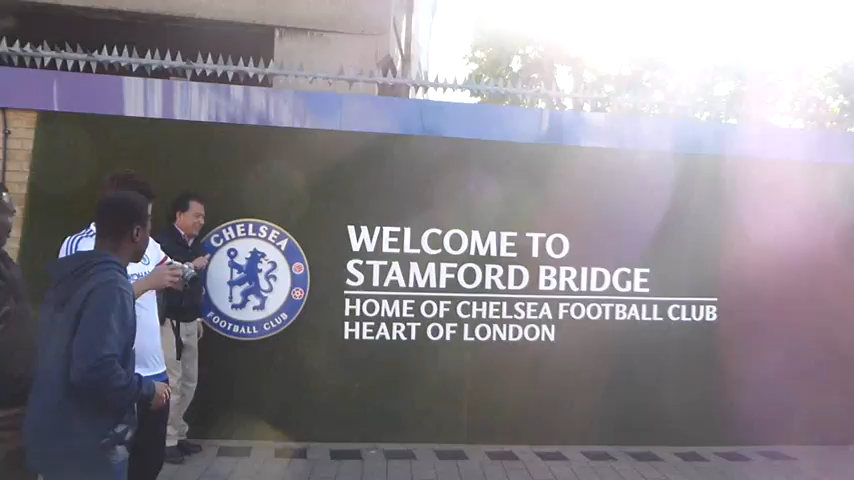 CHELSEA
FOOTBALL CLUB
WELCOME TO
STAMFORD BRIDGE
HOME OF CHELSEA FOOTBALL CLUB
HEART OF LONDON